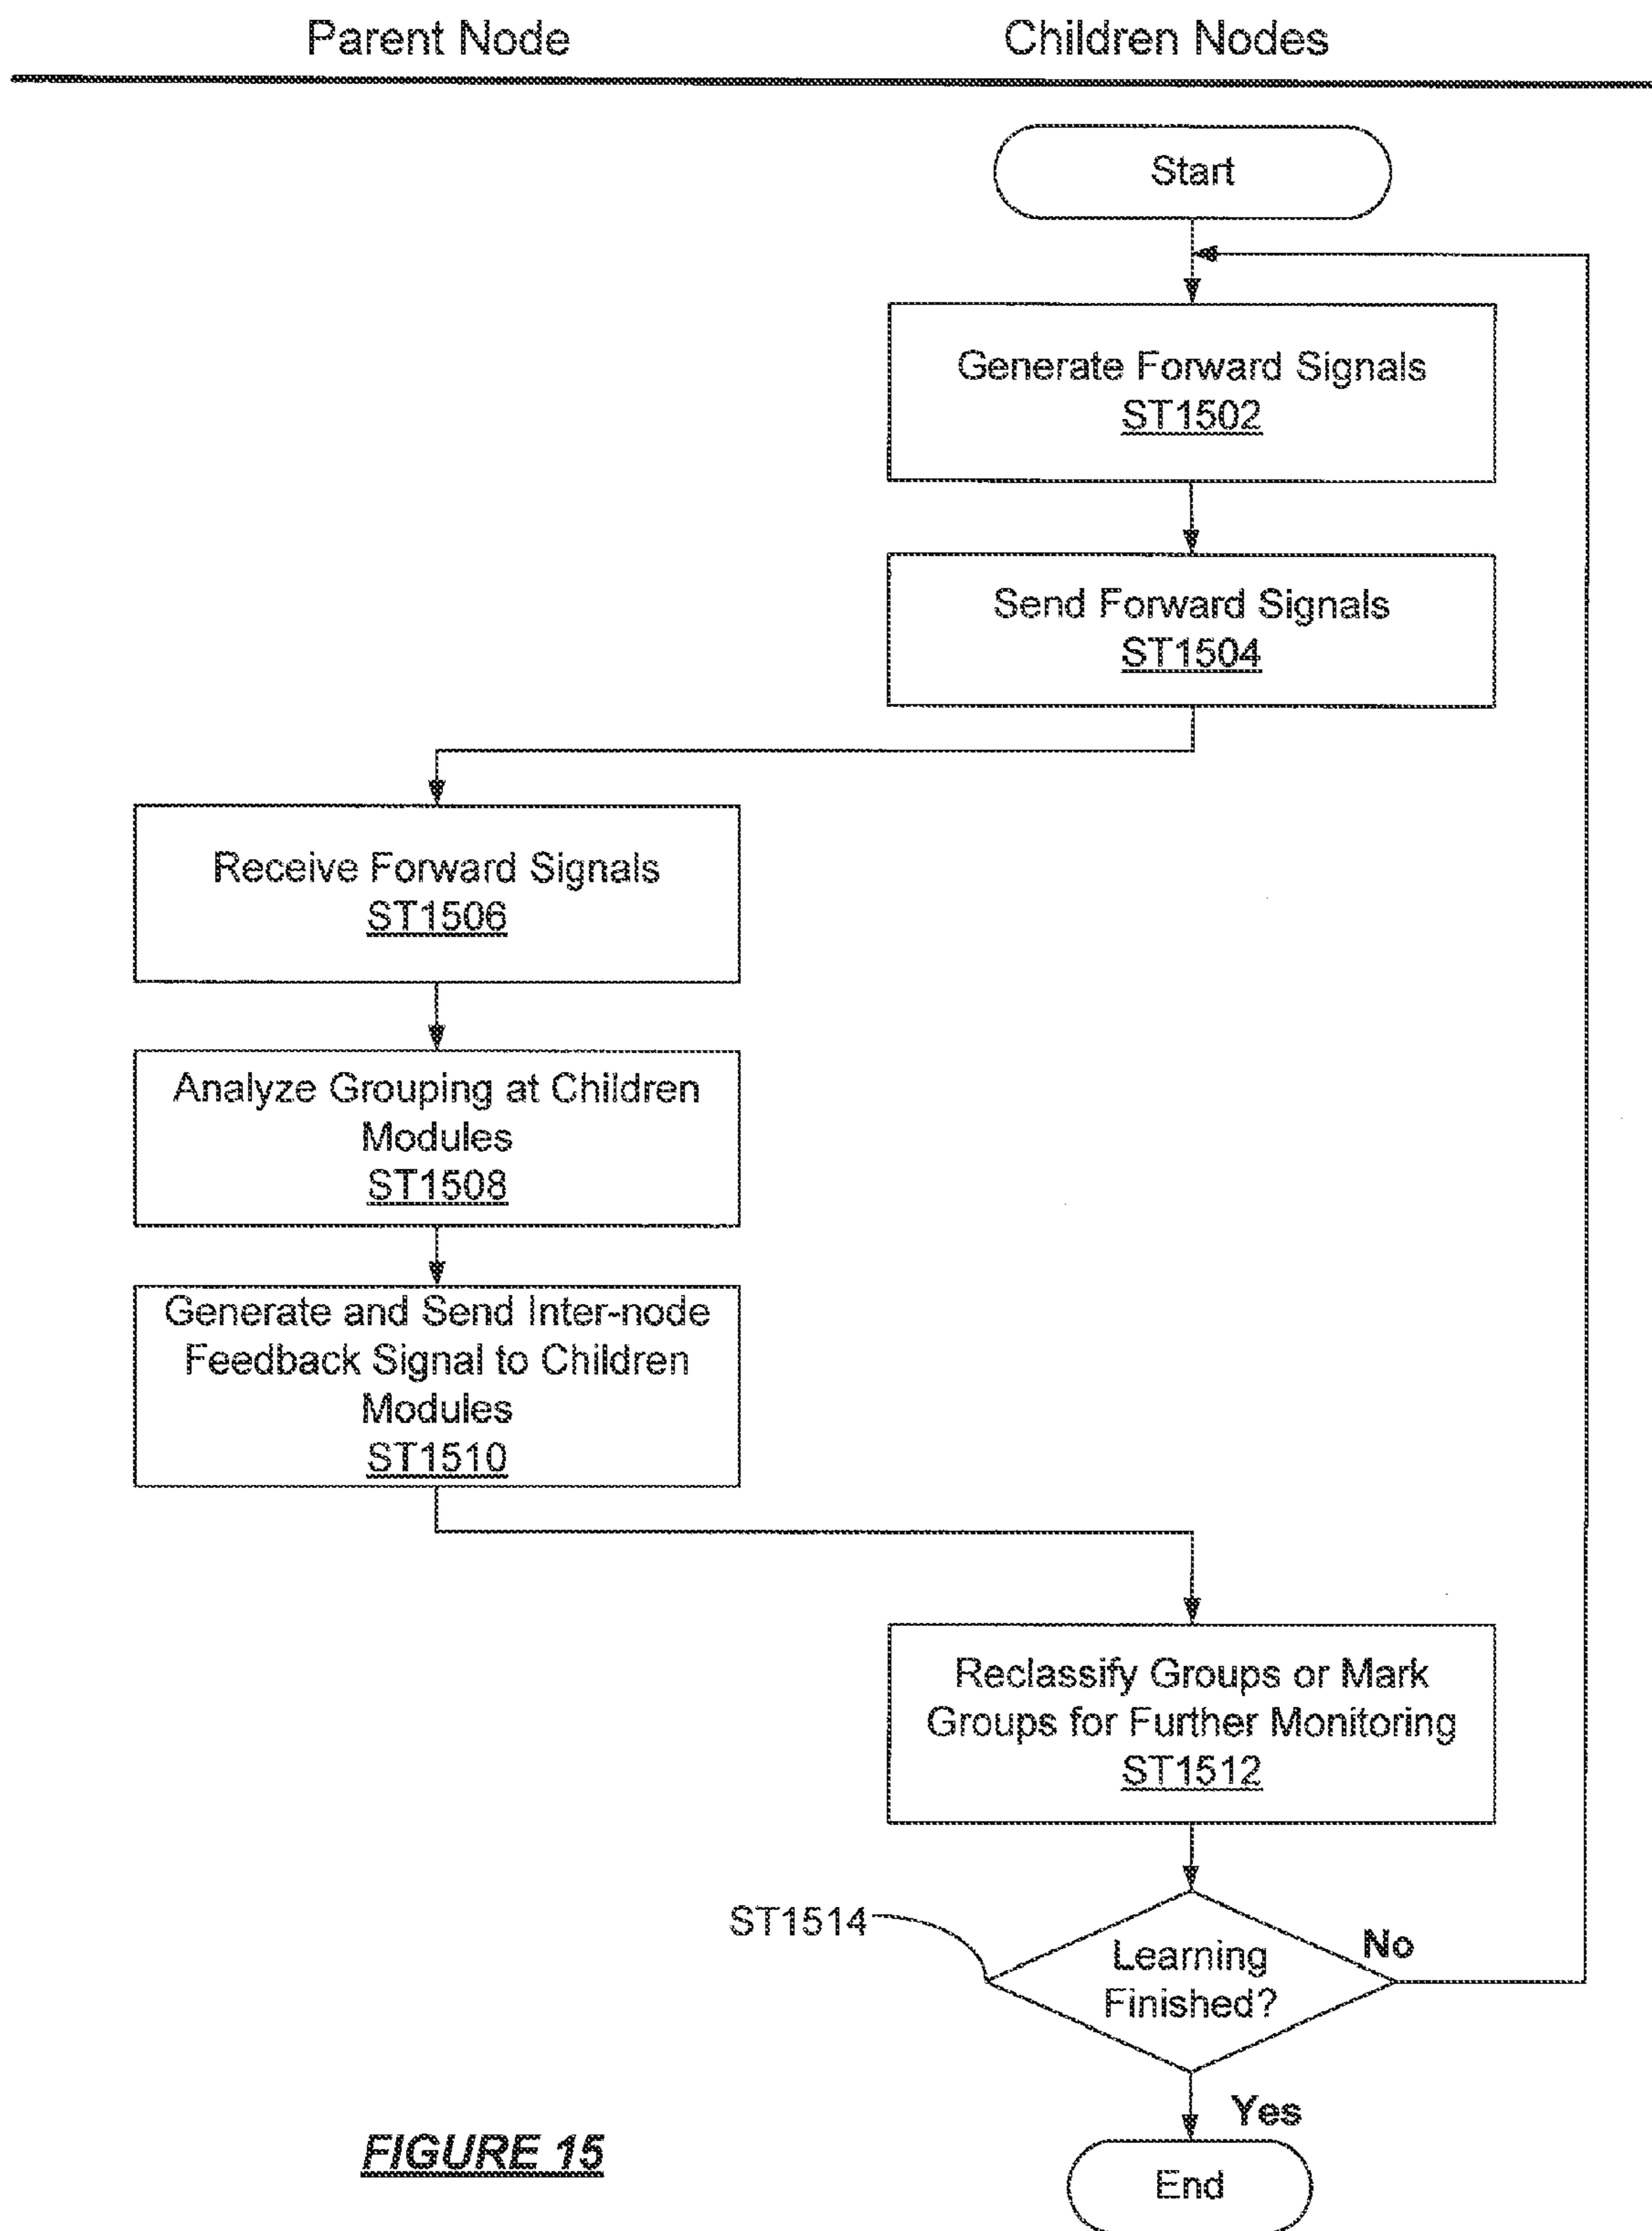 Parent Node
Children Nodes
Start
Generate Forward Signals
ST1502
Send Forward Signals
ST1504
Receive Forward Signals
ST1506
Analyze Grouping at Children
Modules
ST1508
Generate and Send Inter-node
Feedback Signal to Children
Modules
ST1510
Reclassify Groups or Mark
Groups for Further Monitoring
ST1512
ST1514
Learning
Finished?
No
Yes
End
FIGURE 15